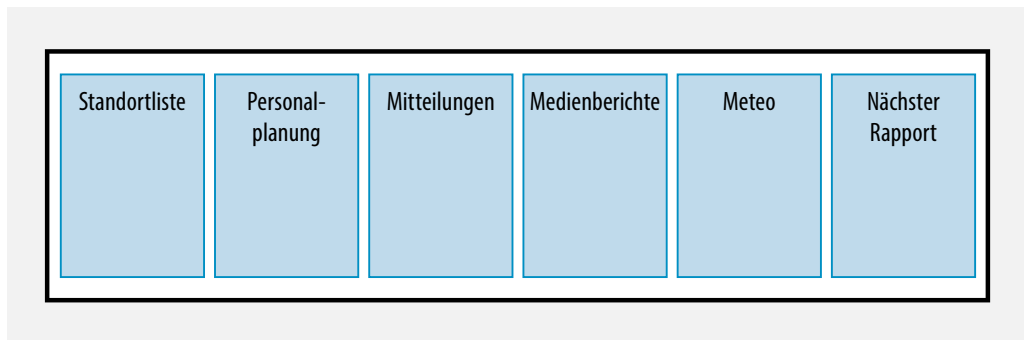 Standortliste
Personal-
planung
Mitteilungen
Medienberichte
Meteo
Nächster
Rapport